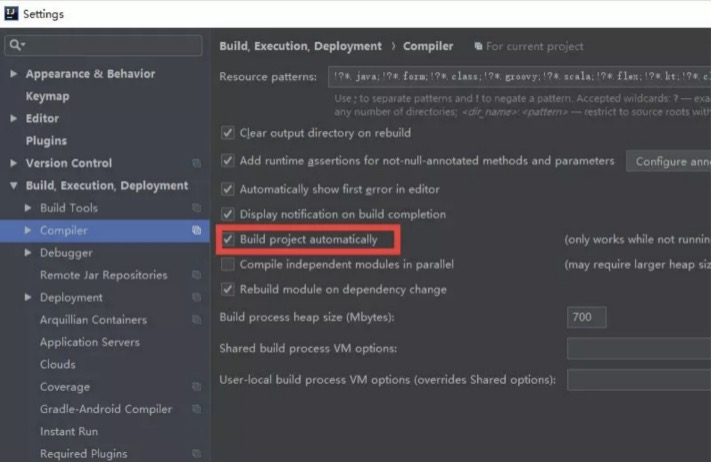 Settings
Appearance & Behavior
Keymap
Editor
Plugins
Version Control
Build, Execution, Deployment
Build Tools
Compiler
Debugger
Remote Jar Repositories
Deployment
Arquillian Containers
Application Servers
Clouds
Coverage
Gradle-Android Compiler
Instant Run
Required Plugins
Build, Execution, Deployment › Compiler For current project
Resource patterns: !?*.java;!?*.form;!?*.class;!?*.groovy;!?*.scala;!?*.flex;!?*.kt;!?*.cl
Use ; to separate patterns and ! to negate a pattern. Accepted wildcards: ? — exa
any number of directories; <dir_name>:<pattern> — restrict to source roots with
Clear output directory on rebuild
Add runtime assertions for not-null-annotated methods and parameters Configure anno
Automatically show first error in editor
Display notification on build completion
Build project automatically (only works while not runnin
Compile independent modules in parallel (may require larger heap siz
Rebuild module on dependency change
Build process heap size (Mbytes): 700
Shared build process VM options:
User-local build process VM options (overrides Shared options):